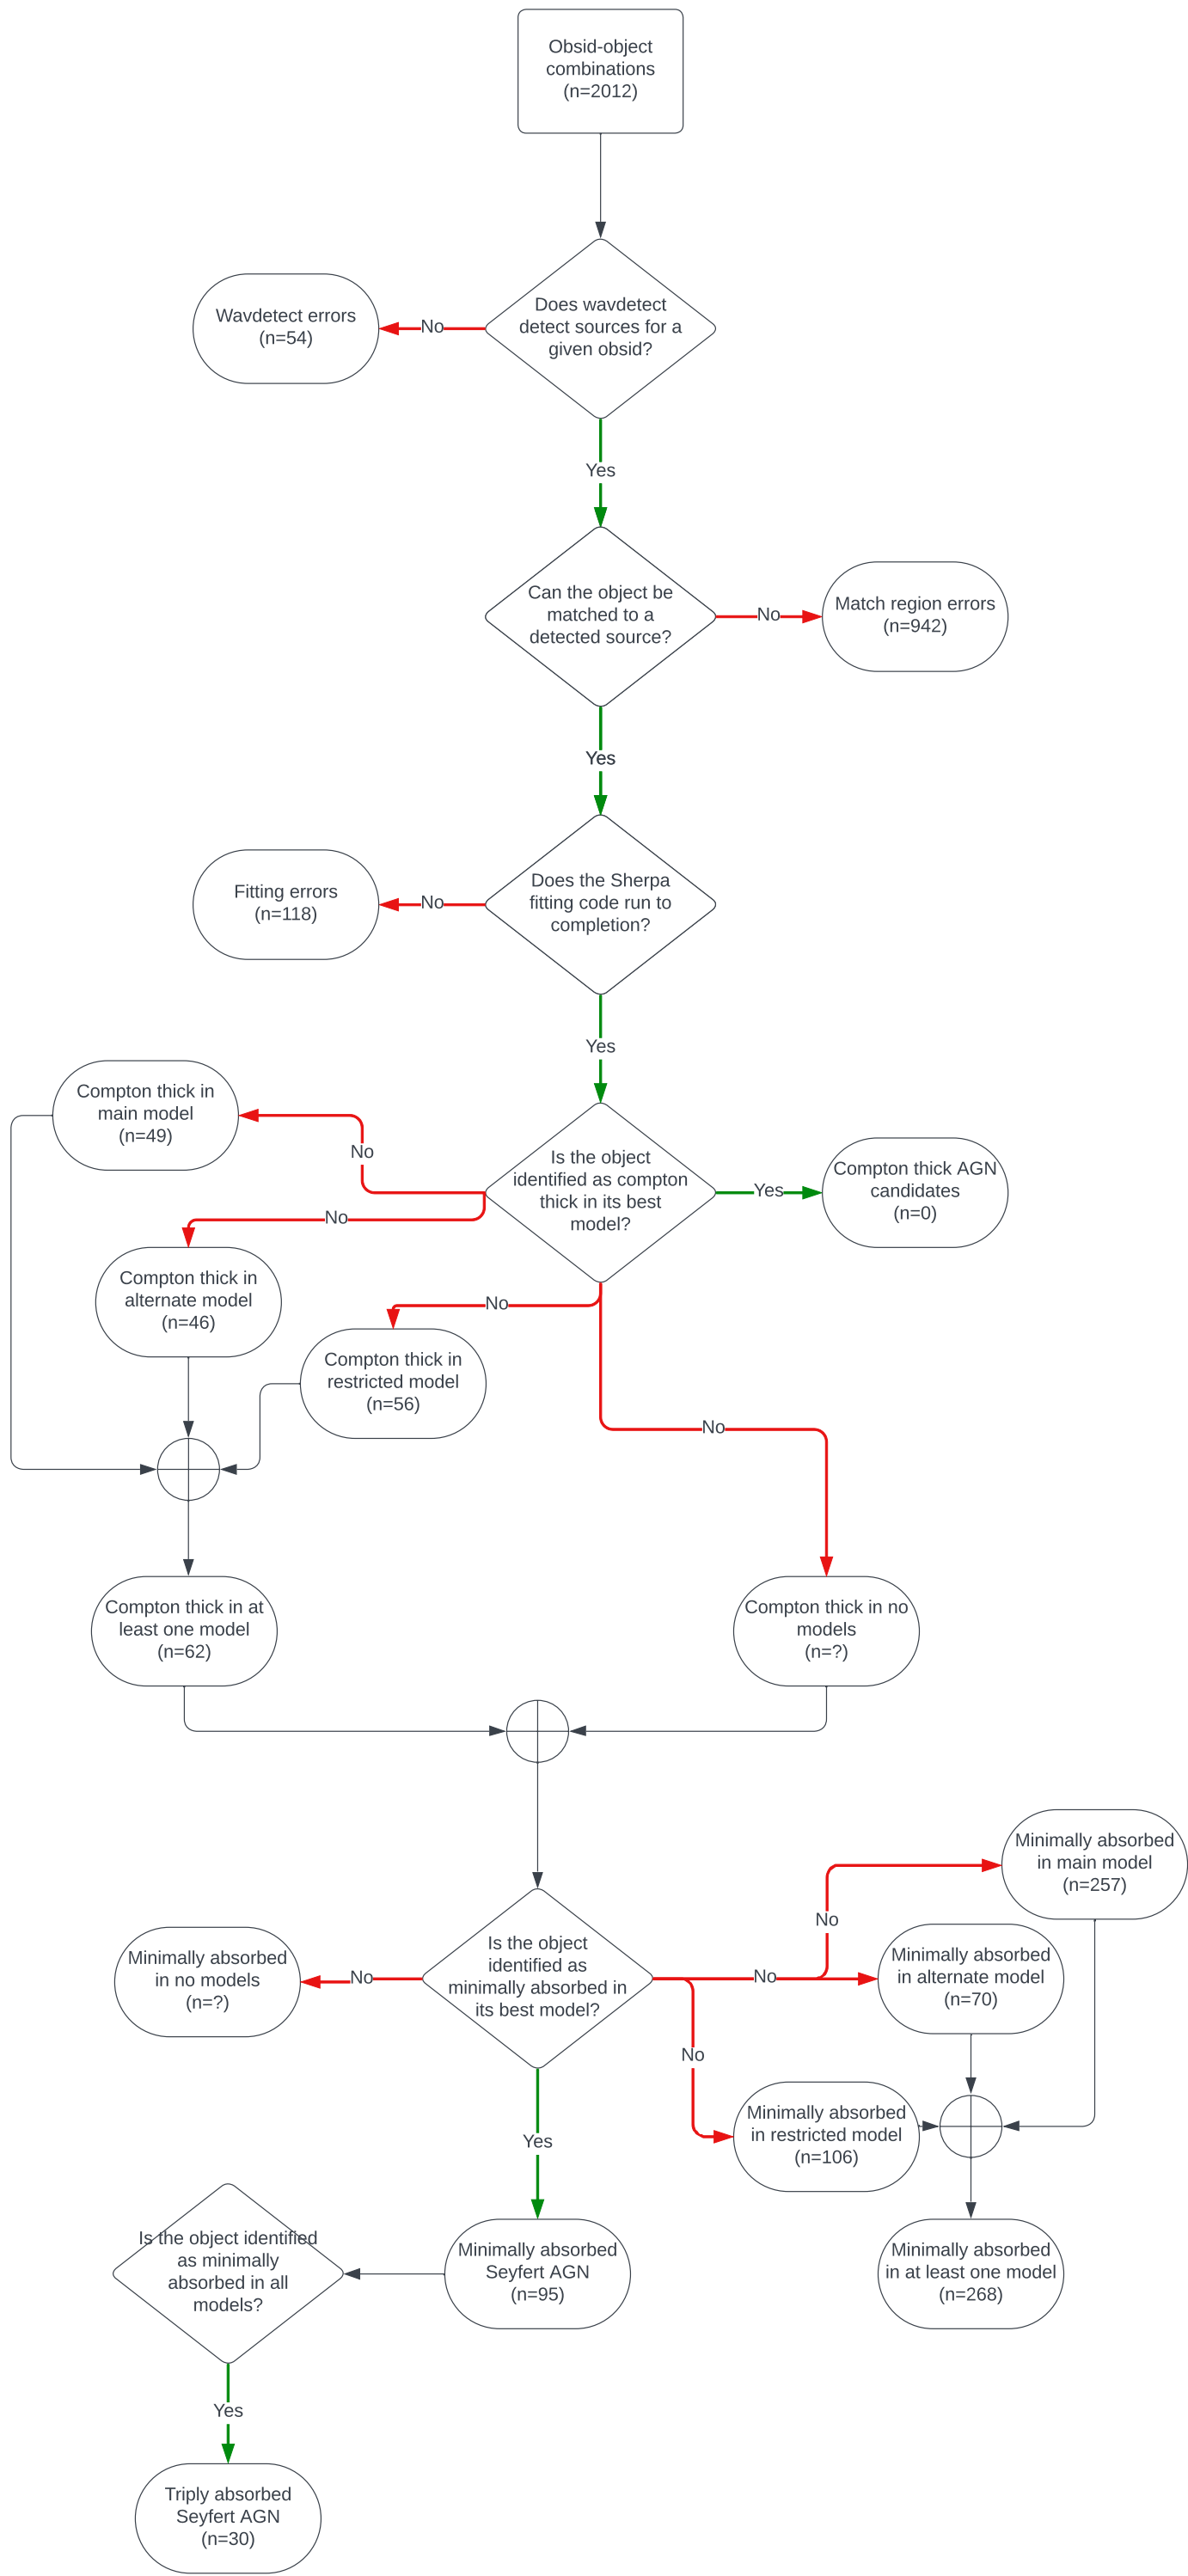 Obsid-object
combinations
(n=2012)
Does wavdetect
detect sources for a
given obsid?
No
Wavdetect errors
(n=54)
Yes
Can the object be
matched to a
detected source?
No
Match region errors
(n=942)
Yes
Does the Sherpa
fitting code run to
completion?
No
Fitting errors
(n=118)
Yes
Is the object
identified as compton
thick in its best
model?
Yes
Compton thick AGN
candidates
(n=0)
No
Compton thick in
main model
(n=49)
No
Compton thick in
alternate model
(n=46)
No
Compton thick in
restricted model
(n=56)
No
Compton thick in at
least one model
(n=62)
Compton thick in no
models
(n=?)
Is the object
identified as
minimally absorbed in
its best model?
No
Minimally absorbed
in no models
(n=?)
No
Minimally absorbed
in main model
(n=257)
No
Minimally absorbed
in alternate model
(n=70)
No
Minimally absorbed
in restricted model
(n=106)
Minimally absorbed
in at least one model
(n=268)
Yes
Minimally absorbed
Seyfert AGN
(n=95)
Is the object identified
as minimally
absorbed in all
models?
Yes
Triply absorbed
Seyfert AGN
(n=30)